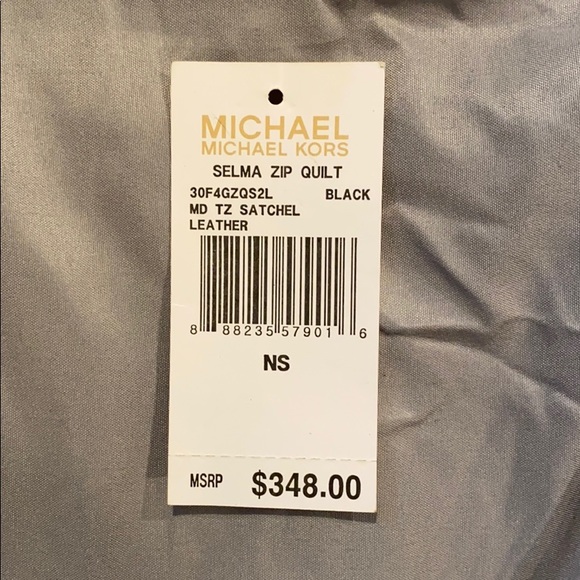 MICHAEL
MICHAEL KORS
SELMA ZIP QUILT
30F4GZQS2L BLACK
MD TZ SATCHEL
LEATHER
8 88235 57901 6
NS
MSRP $348.00